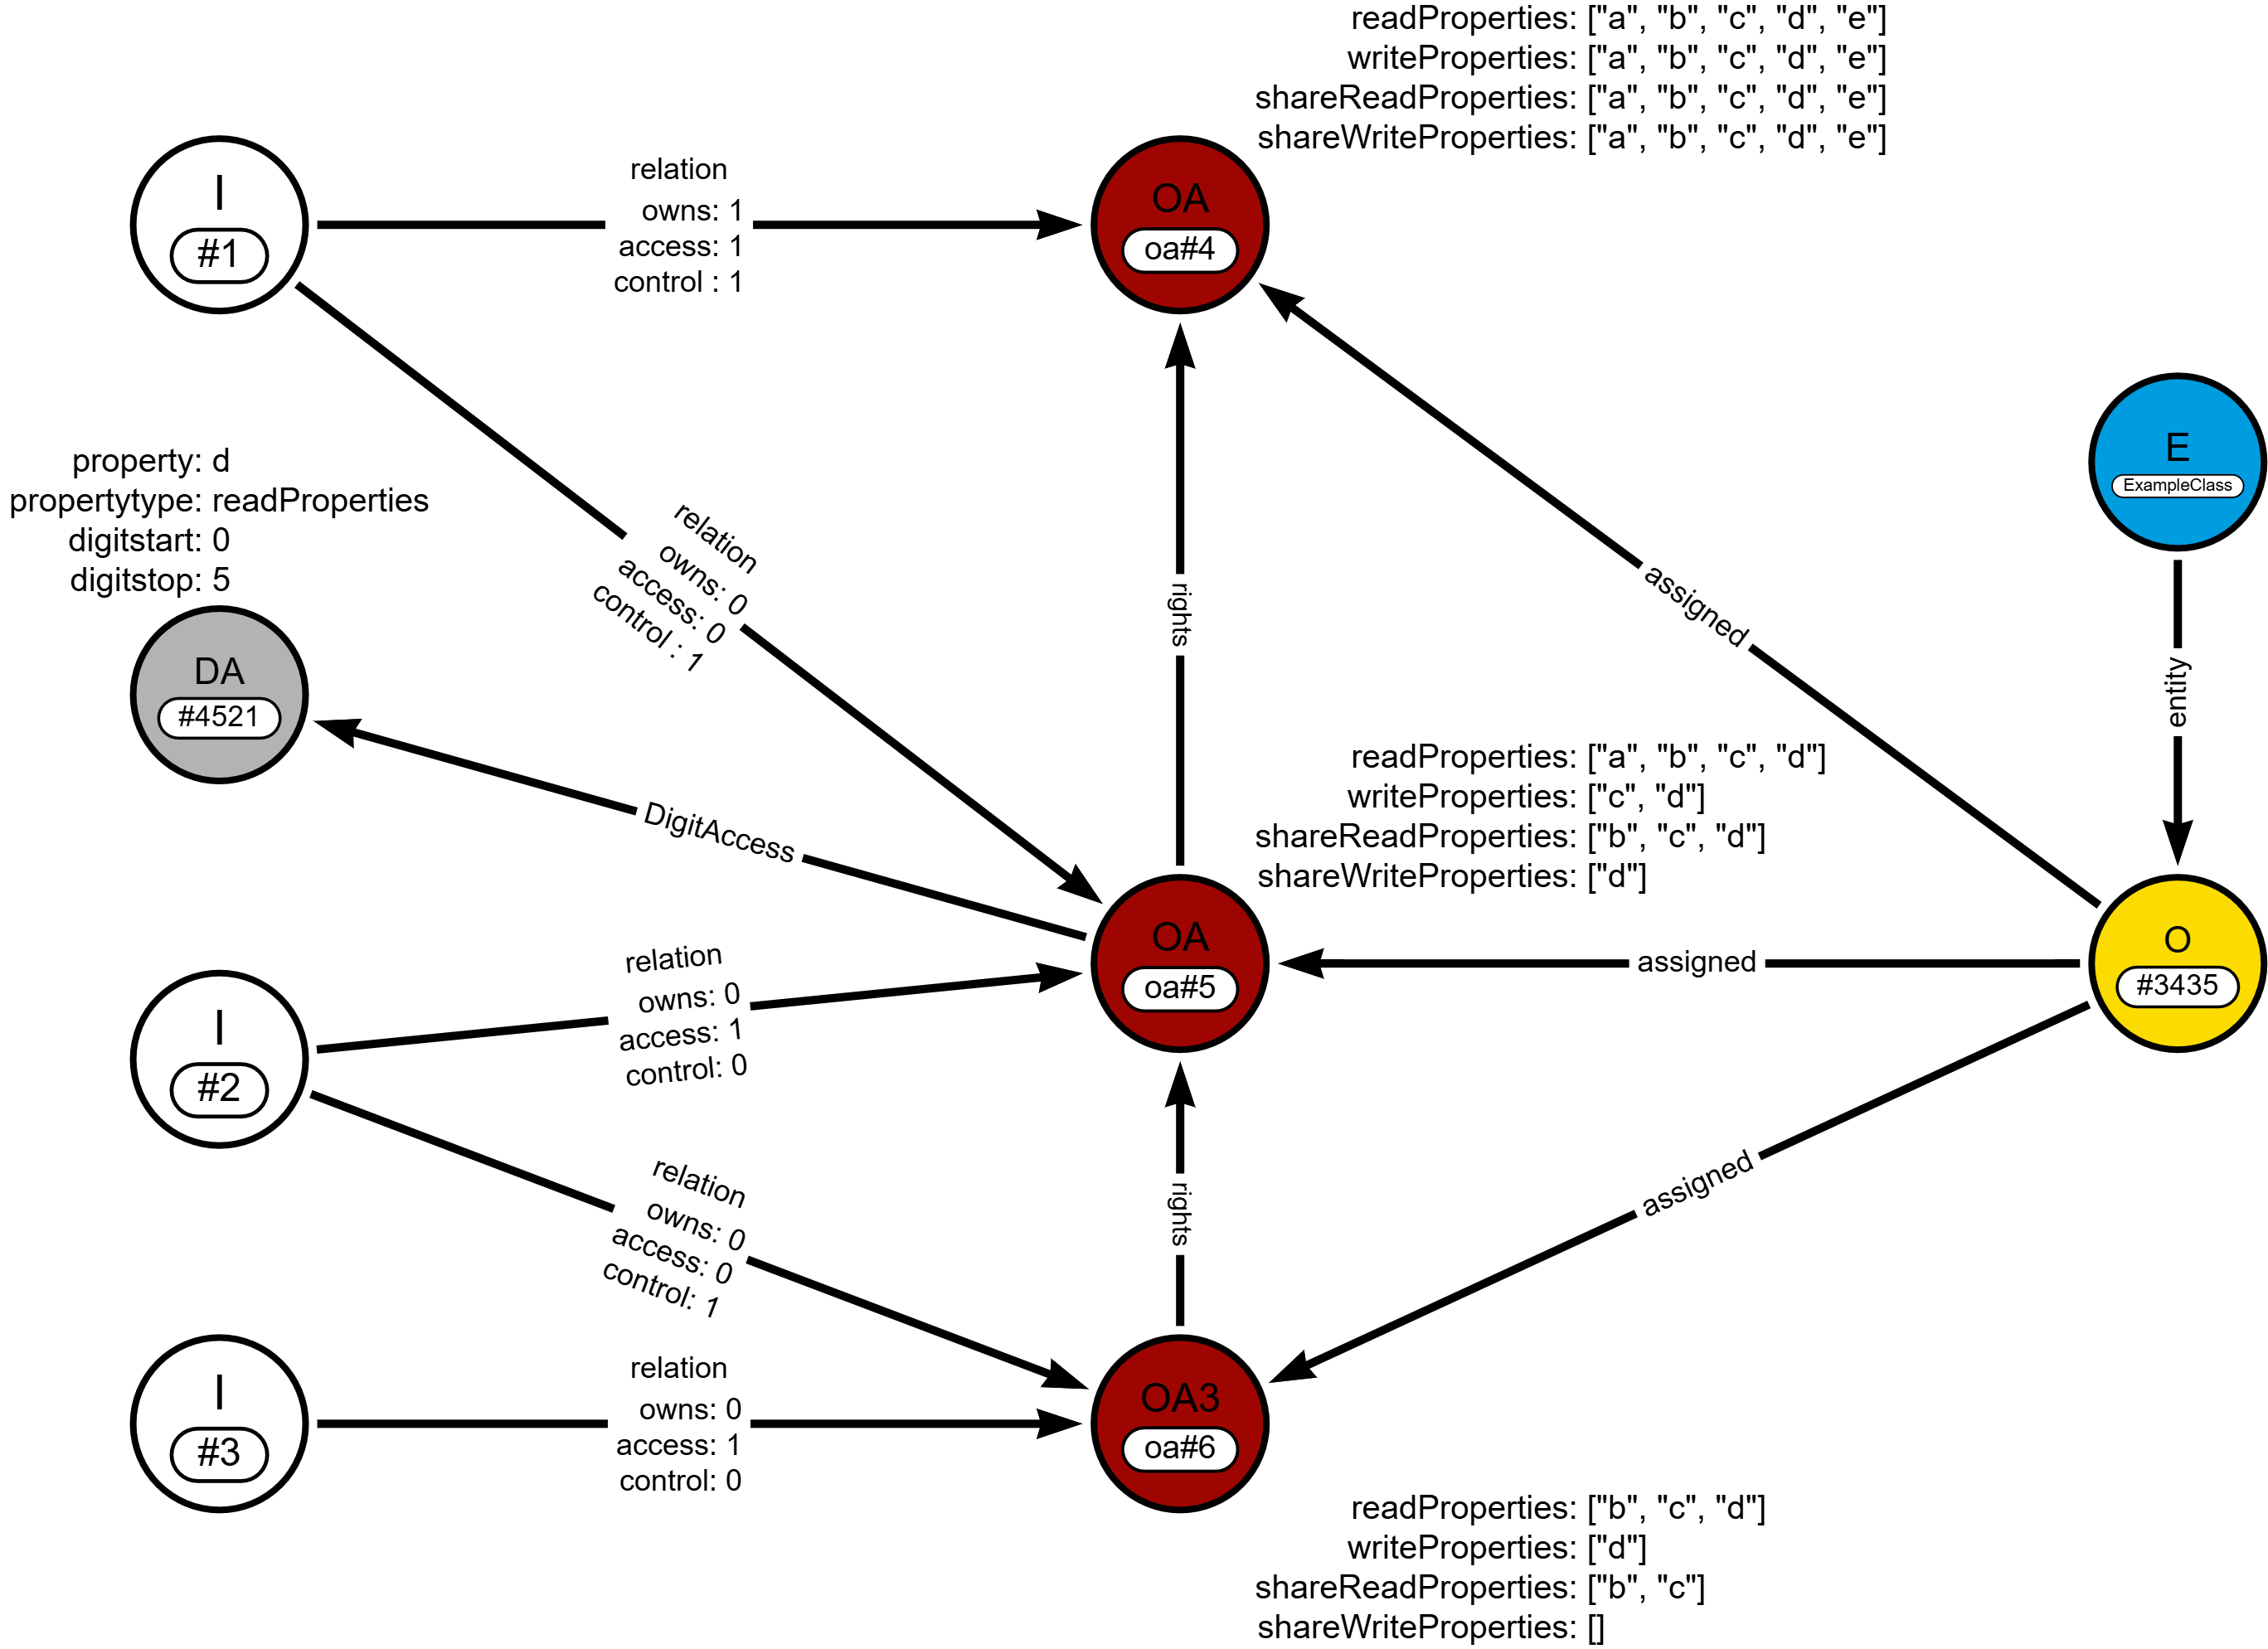 readProperties: ["a", "b", "c", "d", "e"]
writeProperties: ["a", "b", "c", "d", "e"]
shareReadProperties: ["a", "b", "c", "d", "e"]
shareWriteProperties: ["a", "b", "c", "d", "e"]
I
#1
relation
owns: 1
access: 1
control : 1
OA
oa#4
E
ExampleClass
property: d
propertytype: readProperties
digitstart: 0
digitstop: 5
relation
owns: 0
access: 0
control : 1
rights
assigned
entity
DA
#4521
DigitAccess
readProperties: ["a", "b", "c", "d"]
writeProperties: ["c", "d"]
shareReadProperties: ["b", "c", "d"]
shareWriteProperties: ["d"]
OA
oa#5
assigned
O
#3435
I
#2
relation
owns: 0
access: 1
control: 0
relation
owns: 0
access: 0
control: 1
rights
assigned
I
#3
relation
owns: 0
access: 1
control: 0
OA3
oa#6
readProperties: ["b", "c", "d"]
writeProperties: ["d"]
shareReadProperties: ["b", "c"]
shareWriteProperties: []